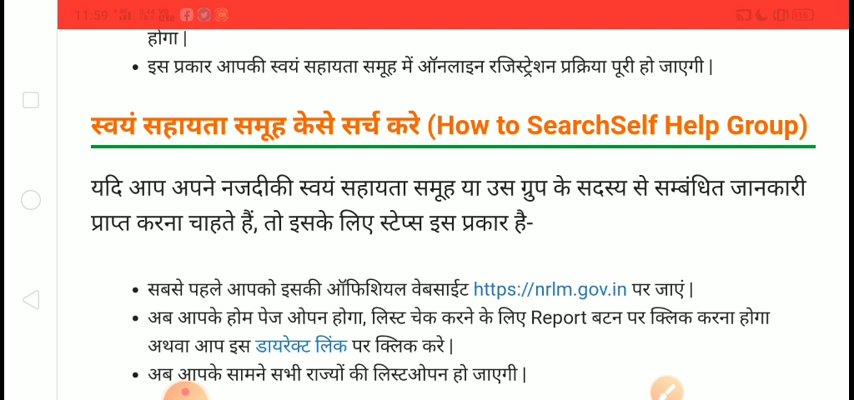 11:59
होगा |
• इस प्रकार आपकी स्वयं सहायता समूह में ऑनलाइन रजिस्ट्रेशन प्रक्रिया पूरी हो जाएगी |
स्वयं सहायता समूह केसे सर्च करे (How to SearchSelf Help Group)
यदि आप अपने नजदीकी स्वयं सहायता समूह या उस ग्रुप के सदस्य से सम्बंधित जानकारी
प्राप्त करना चाहते हैं, तो इसके लिए स्टेप्स इस प्रकार है-
• सबसे पहले आपको इसकी ऑफिशियल वेबसाईट https://nrlm.gov.in पर जाएं |
• अब आपके होम पेज ओपन होगा, लिस्ट चेक करने के लिए Report बटन पर क्लिक करना होगा
अथवा आप इस डायरेक्ट लिंक पर क्लिक करे |
• अब आपके सामने सभी राज्यों की लिस्टओपन हो जाएगी |